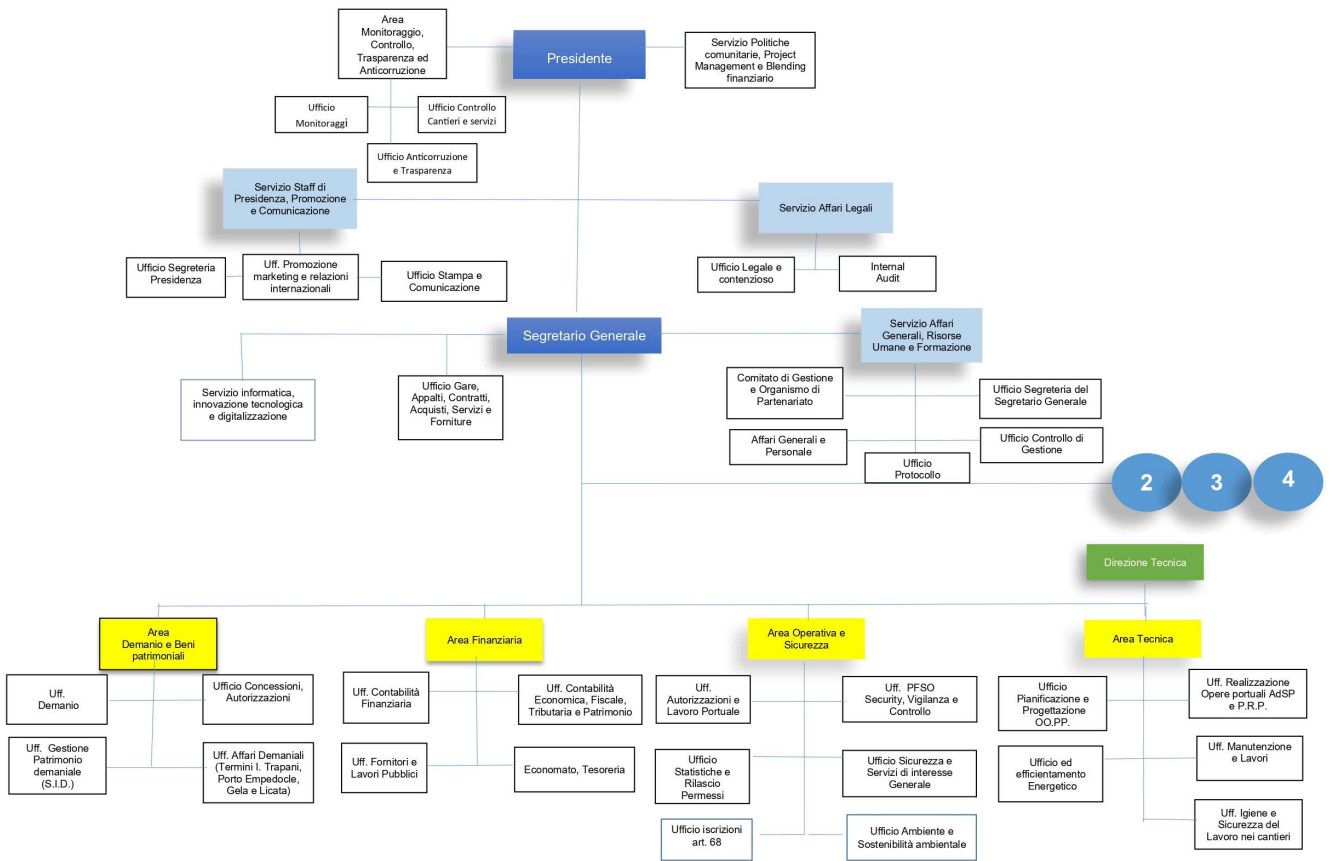 Area
Monitoraggio,
Controllo,
Trasparenza ed
Anticorruzione
Presidente
Servizio Politiche
comunitarie, Project
Management e Blending
finanziario
Ufficio
Monitoraggi
Ufficio Controllo
Cantieri e servizi
Ufficio Anticorruzione
e Trasparenza
Servizio Staff di
Presidenza, Promozione
e Comunicazione
Servizio Affari Legali
Ufficio Segreteria
Presidenza
Uff. Promozione
marketing e relazioni
internazionali
Ufficio Stampa e
Comunicazione
Ufficio Legale e
contenzioso
Internal
Audit
Segretario Generale
Servizio Affari
Generali, Risorse
Umane e Formazione
Servizio informatica,
innovazione tecnologica
e digitalizzazione
Ufficio Gare,
Appalti, Contratti,
Acquisti, Servizi e
Forniture
Comitato di Gestione
e Organismo di
Partenariato
Ufficio Segreteria del
Segretario Generale
Affari Generali e
Personale
Ufficio Controllo di
Gestione
Ufficio
Protocollo
2
3
4
Direzione Tecnica
Area
Demanio e Beni
patrimoniali
Area Finanziaria
Area Operativa e
Sicurezza
Area Tecnica
Uff.
Demanio
Ufficio Concessioni,
Autorizzazioni
Uff. Gestione
Patrimonio
demaniale
(S.I.D.)
Uff. Affari Demaniali
(Termini I. Trapani,
Porto Empedocle,
Gela e Licata)
Uff. Contabilità
Finanziaria
Uff. Contabilità
Economica, Fiscale,
Tributaria e Patrimonio
Uff. Fornitori e
Lavori Pubblici
Economato, Tesoreria
Uff.
Autorizzazioni e
Lavoro Portuale
Uff. PFSO
Security, Vigilanza e
Controllo
Ufficio
Statistiche e
Rilascio
Permessi
Ufficio Sicurezza e
Servizi di interesse
Generale
Ufficio iscrizioni
art. 68
Ufficio Ambiente e
Sostenibilità ambientale
Ufficio
Pianificazione e
Progettazione
OO.PP.
Uff. Realizzazione
Opere portuali AdSP
e P.R.P.
Ufficio ed
efficientamento
Energetico
Uff. Manutenzione
e Lavori
Uff. Igiene e
Sicurezza del
Lavoro nei cantieri